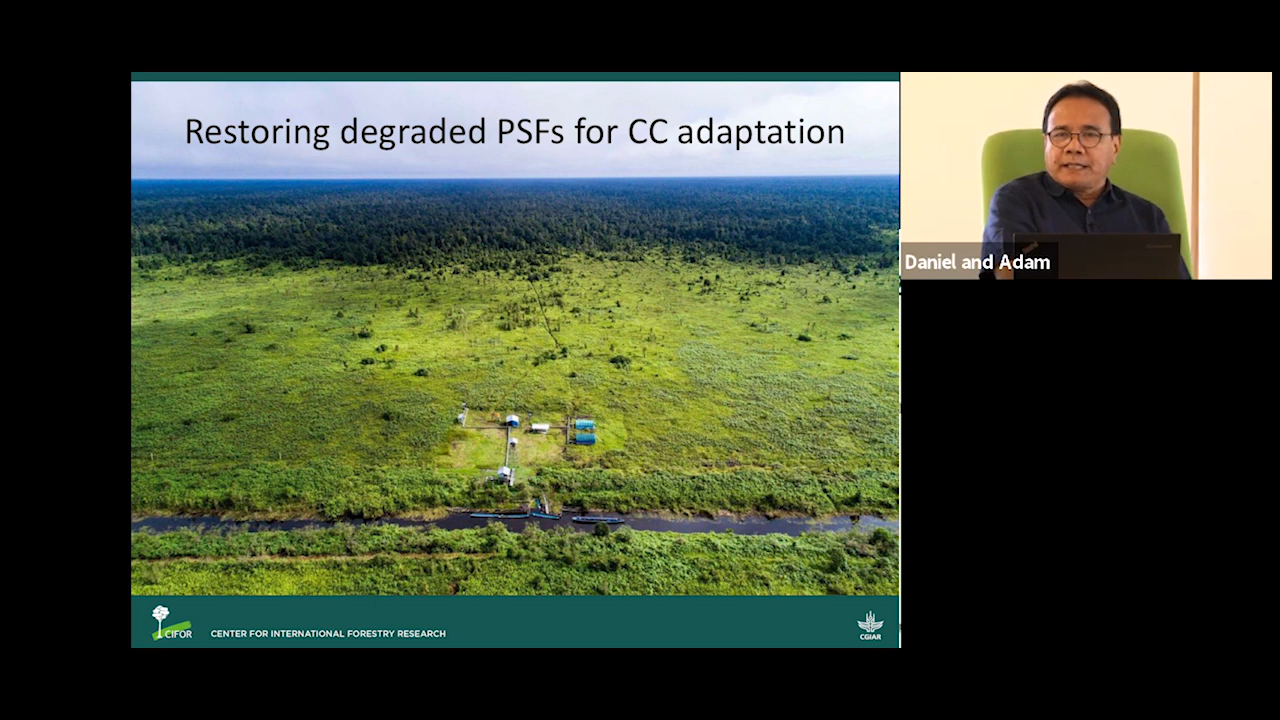 Restoring degraded PSFs for CC adaptation
Daniel and Adam
CIFOR
CENTER FOR INTERNATIONAL FORESTRY RESEARCH
CGIAR